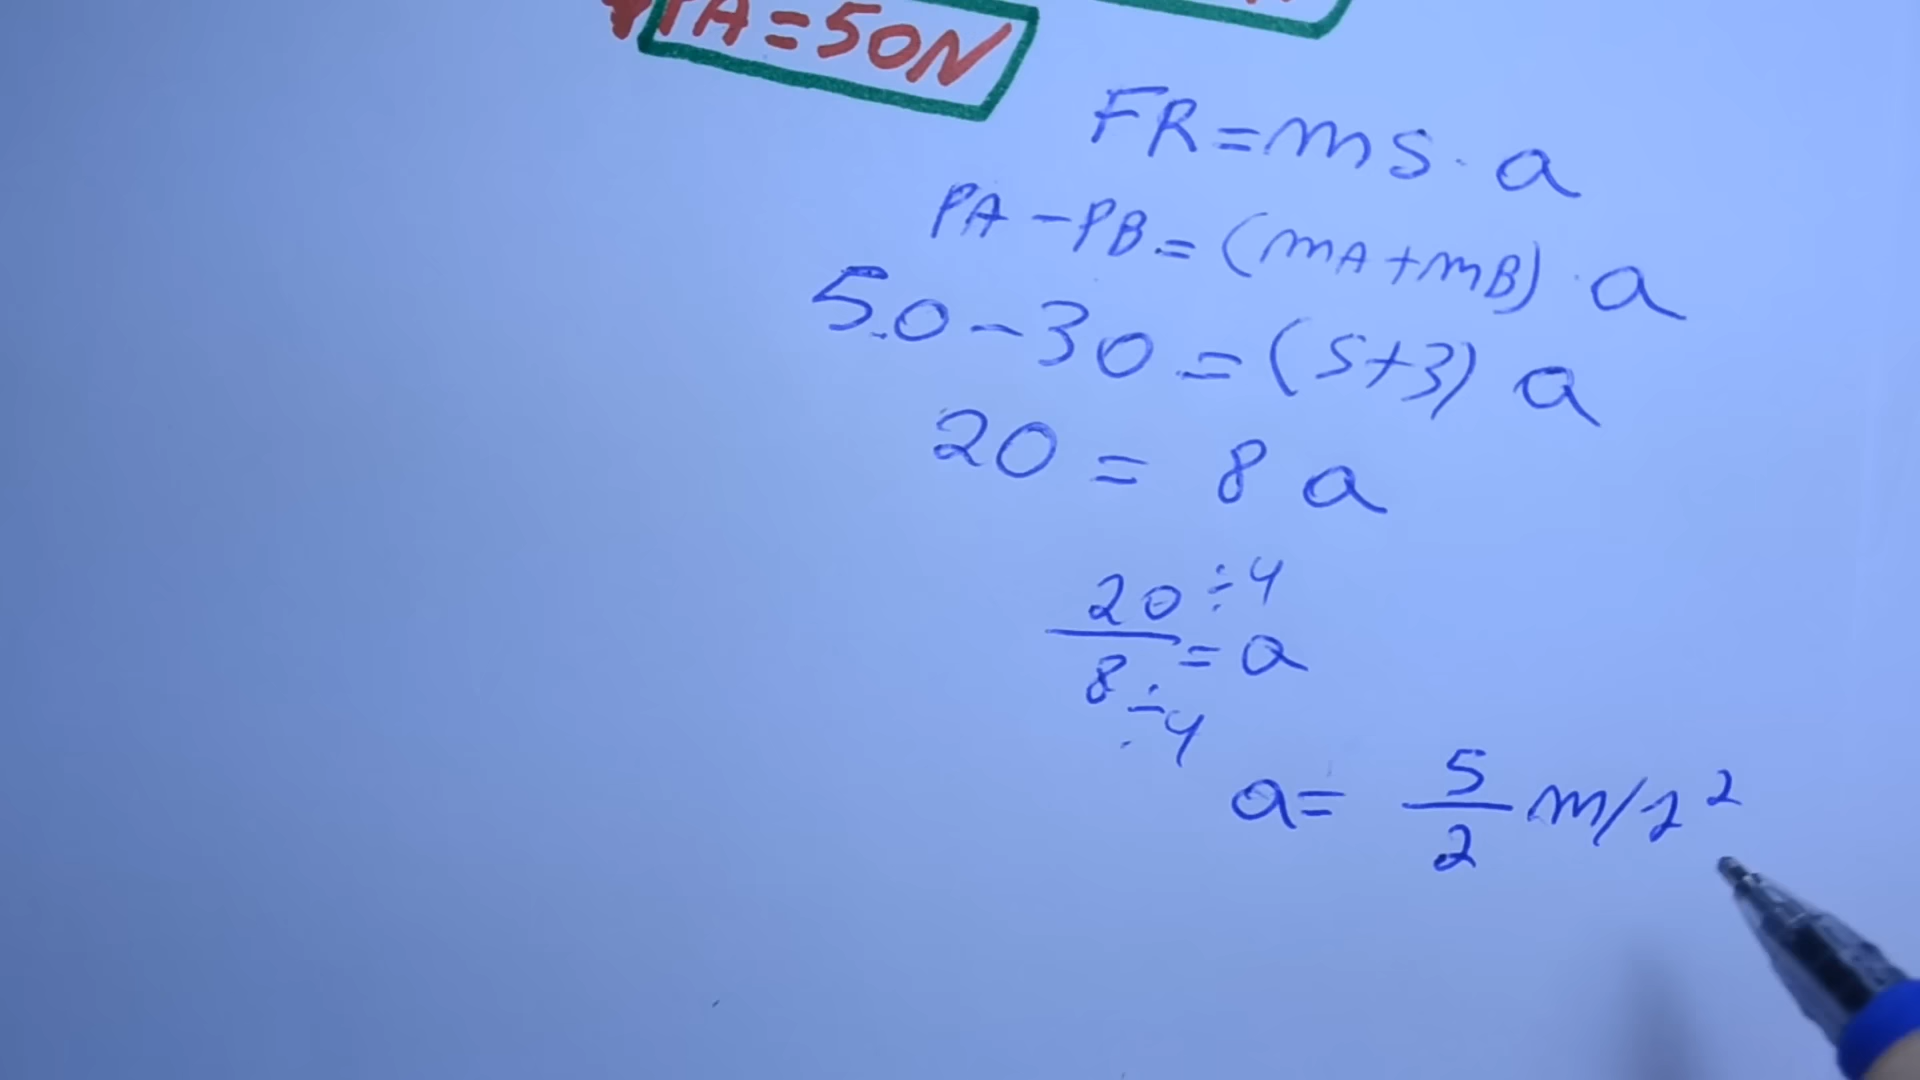 PA=50N
FR=ms.a
PA-PB=(mA+mB).a
50-30=(5+3)a
20=8a
20÷4
8÷4
=a
a=5/2 m/s²